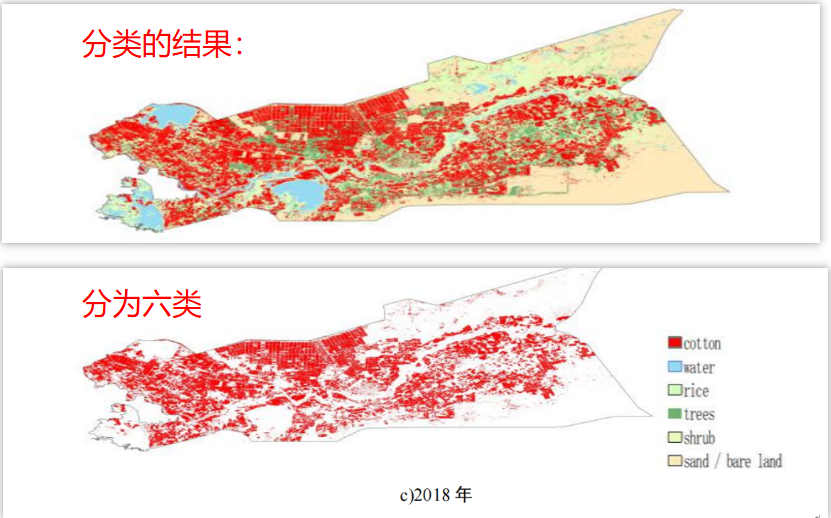 分类的结果：
分为六类
cotton
water
rice
trees
shrub
sand / bare land
c)2018 年